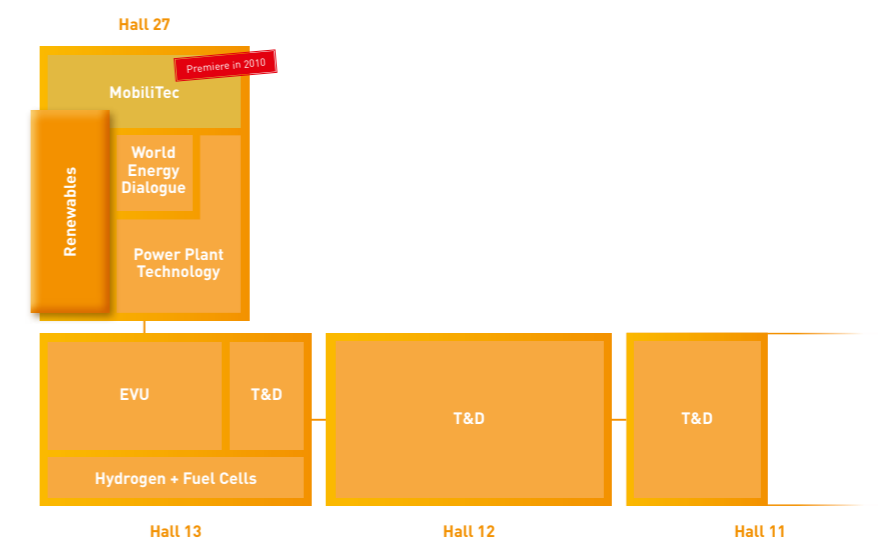 Hall 27
Premiere in 2010
MobiliTec
Renewables
World
Energy
Dialogue
Power Plant
Technology
EVU
T&D
Hydrogen + Fuel Cells
T&D
T&D
Hall 13
Hall 12
Hall 11